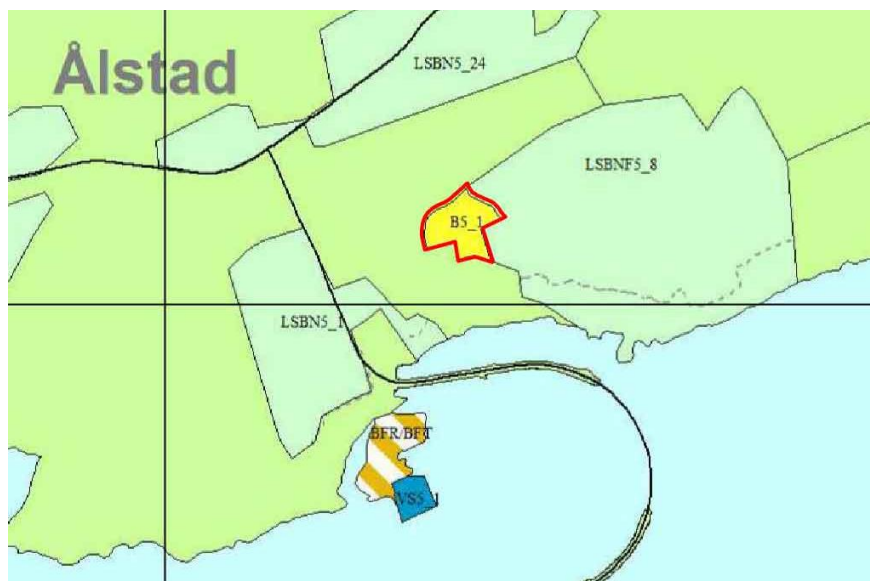 LSBN5_24
Ålstad
LSBNF5_8
B5_1
LSBN5_1
BFR/BFT
VS5_1